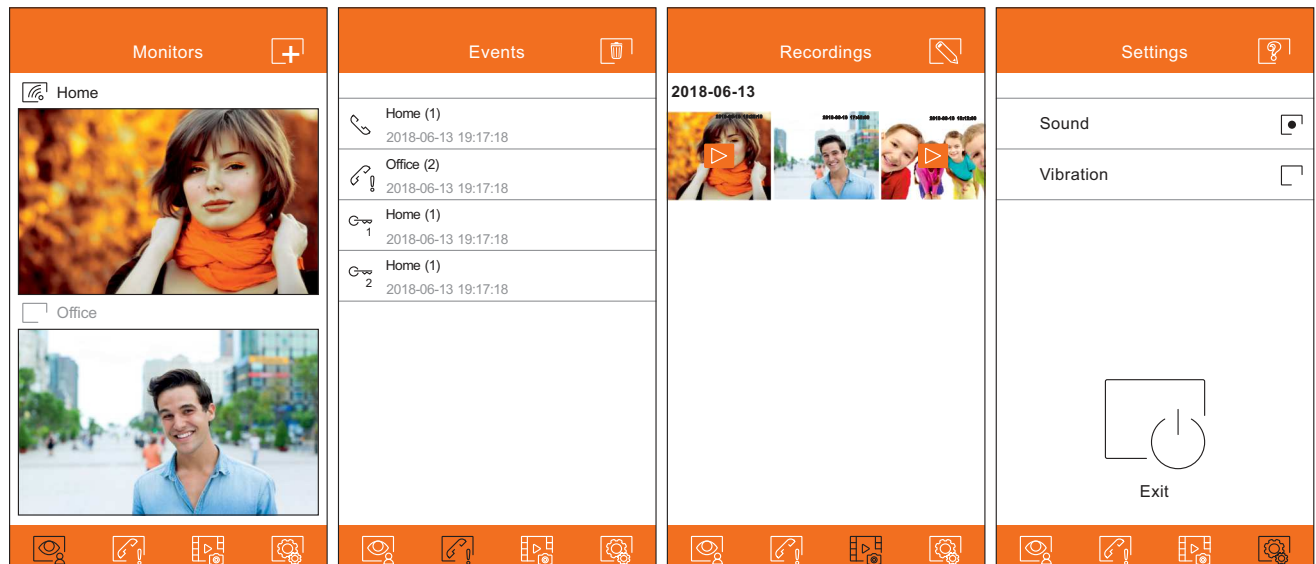 Monitors
Home
Office
Events
Home (1)
2018-06-13 19:17:18
Office (2)
2018-06-13 19:17:18
Home (1)
1
2018-06-13 19:17:18
Home (1)
2
2018-06-13 19:17:18
Recordings
2018-06-13
Settings
Sound
Vibration
Exit